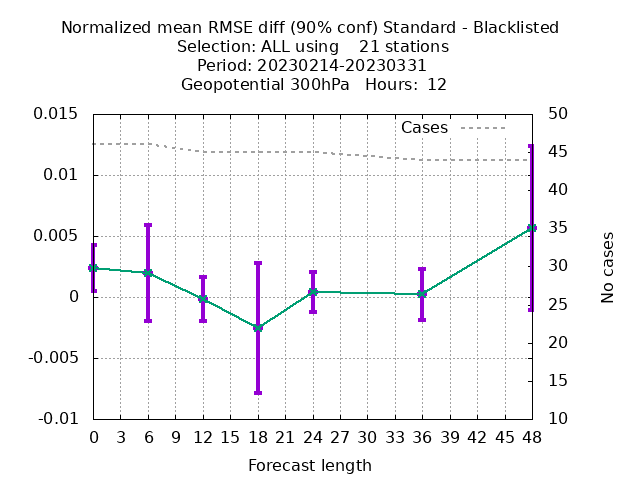 Normalized mean RMSE diff (90% conf) Standard - Blacklisted
Selection: ALL using    21 stations
Period: 20230214-20230331
Geopotential 300hPa   Hours:  12
Cases
0.015
0.01
0.005
0
-0.005
-0.01
50
45
40
35
30
25
20
15
10
No cases
0 3 6 9 12 15 18 21 24 27 30 33 36 39 42 45 48
Forecast length